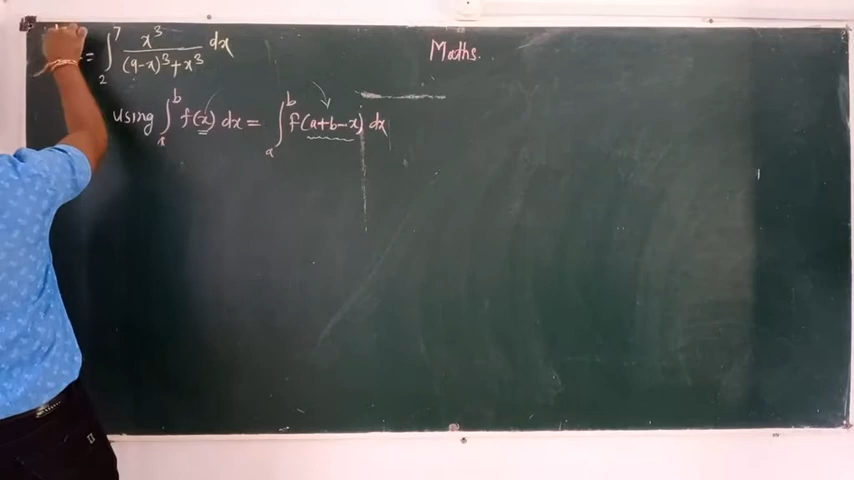 = ∫₂⁷ x³/((9-x)³+x³) dx
Maths.
using ∫ₐᵇ f(x) dx = ∫ₐᵇ f(a+b-x) dx